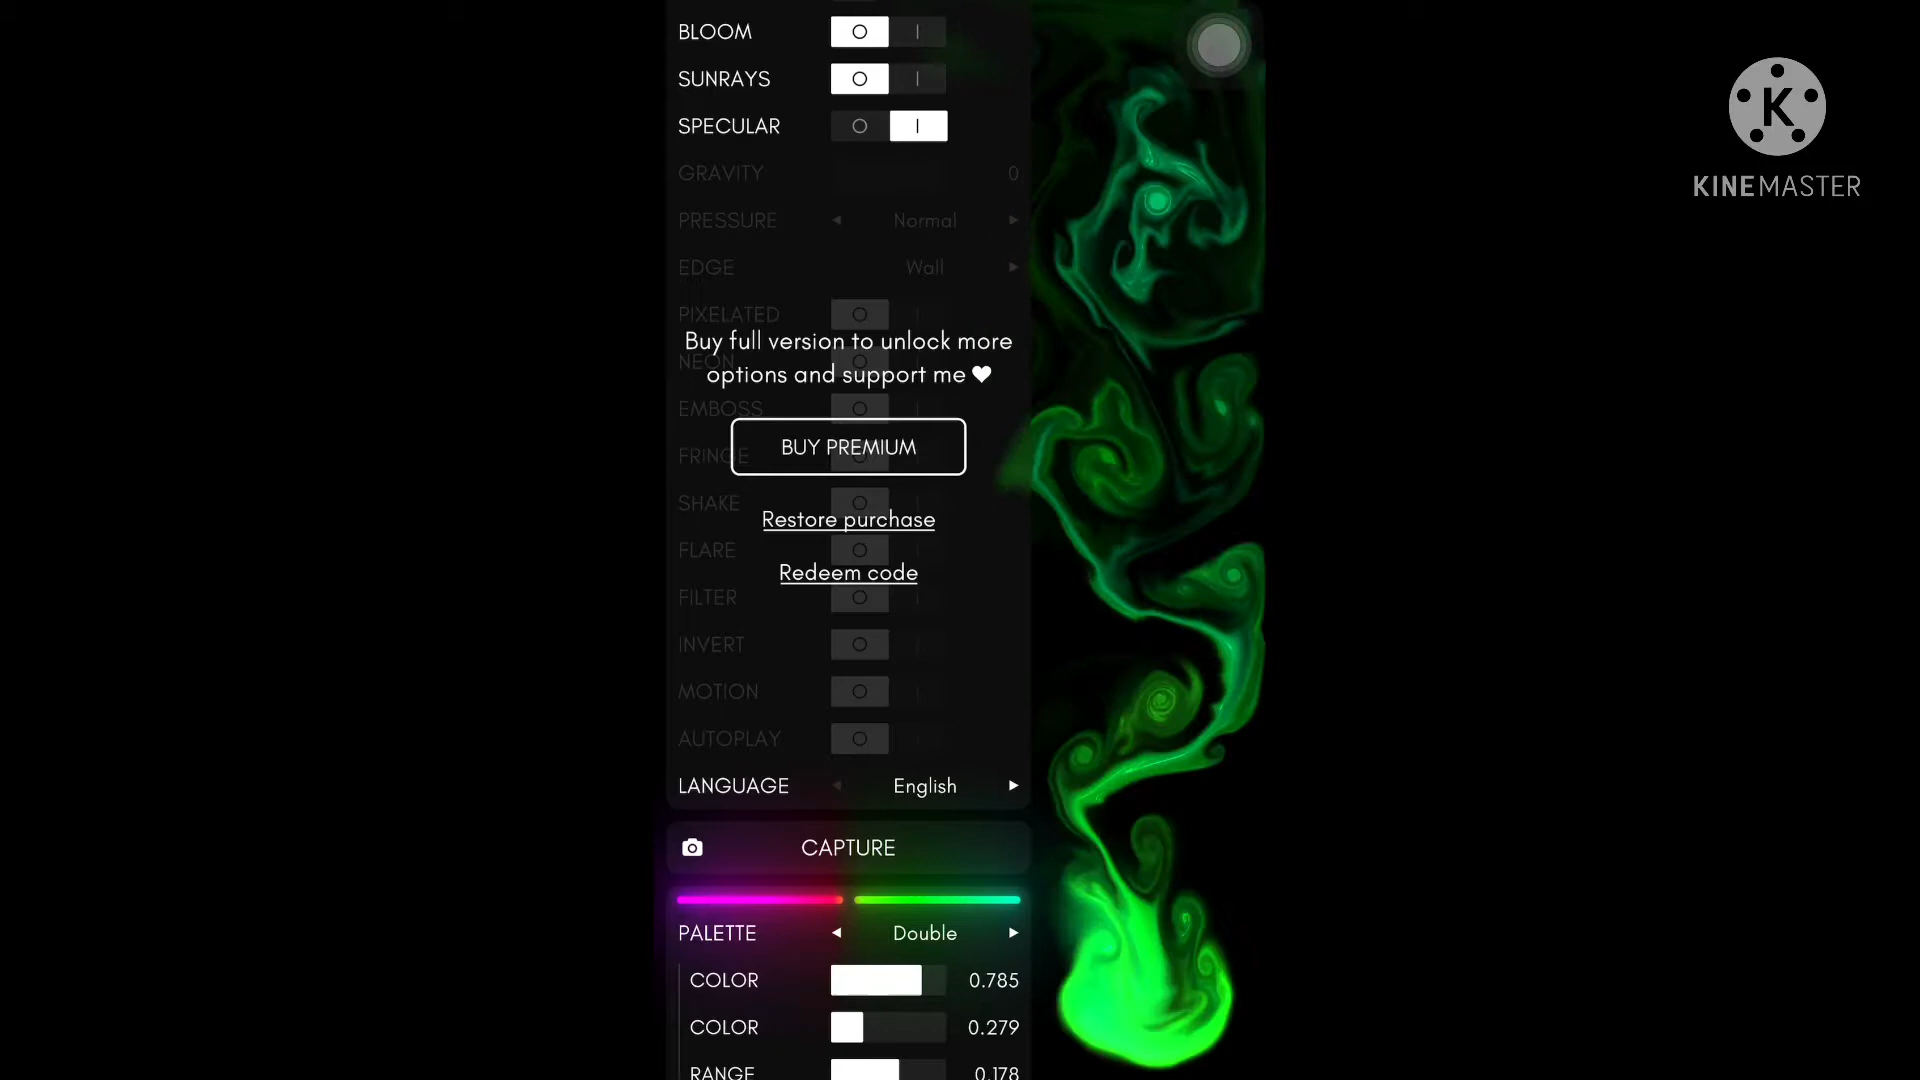 BLOOM
SUNRAYS
SPECULAR
GRAVITY 0
PRESSURE Normal
EDGE Wall
PIXELATED
Buy full version to unlock more
NEON
options and support me
EMBOSS
BUY PREMIUM
FRINGE
SHAKE
Restore purchase
FLARE
Redeem code
FILTER
INVERT
MOTION
AUTOPLAY
LANGUAGE English
CAPTURE
PALETTE Double
COLOR 0.785
COLOR 0.279
RANGE 0.178
K
KINEMASTER